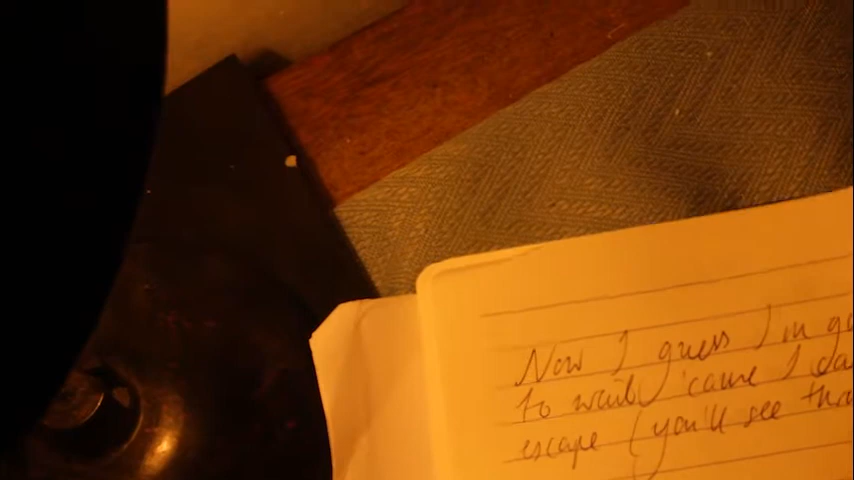 Now I guess I'm
to wait, 'cause I
escape (you'll see